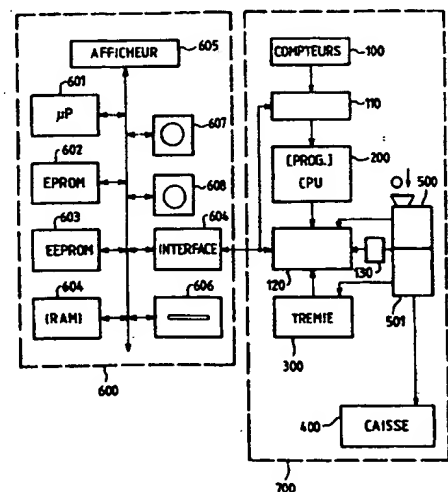 AFFICHEUR
605
601
µP
607
602
EPROM
608
603
EEPROM
604
INTERFACE
604
(RAM)
606
600
COMPTEURS
100
110
[PROG.]
CPU
200
500
130
120
501
TREMIE
300
400
CAISSE
700